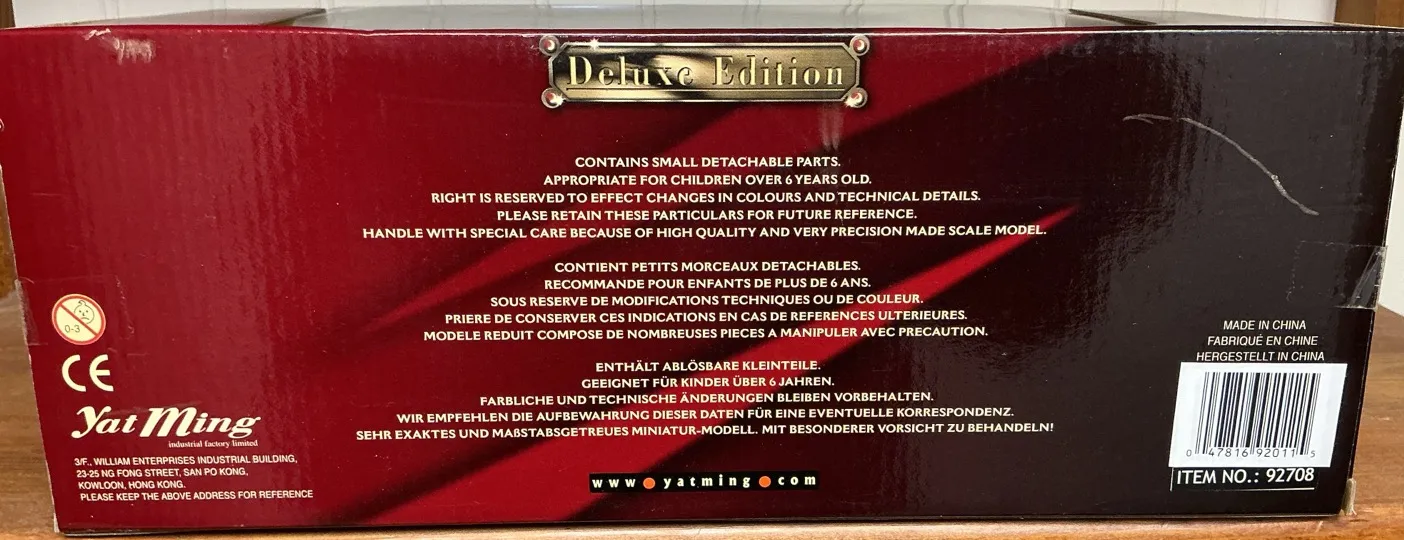 Deluxe Edition
CONTAINS SMALL DETACHABLE PARTS.
APPROPRIATE FOR CHILDREN OVER 6 YEARS OLD.
RIGHT IS RESERVED TO EFFECT CHANGES IN COLOURS AND TECHNICAL DETAILS.
PLEASE RETAIN THESE PARTICULARS FOR FUTURE REFERENCE.
HANDLE WITH SPECIAL CARE BECAUSE OF HIGH QUALITY AND VERY PRECISION MADE SCALE MODEL.
CONTIENT PETITS MORCEAUX DETACHABLES.
RECOMMANDE POUR ENFANTS DE PLUS DE 6 ANS.
SOUS RESERVE DE MODIFICATIONS TECHNIQUES OU DE COULEUR.
PRIERE DE CONSERVER CES INDICATIONS EN CAS DE REFERENCES ULTERIEURES.
MODELE REDUIT COMPOSE DE NOMBREUSES PIECES A MANIPULER AVEC PRECAUTION.
ENTHÄLT ABLÖSBARE KLEINTEILE.
GEEIGNET FÜR KINDER ÜBER 6 JAHREN.
FARBLICHE UND TECHNISCHE ÄNDERUNGEN BLEIBEN VORBEHALTEN.
WIR EMPFEHLEN DIE AUFBEWAHRUNG DIESER DATEN FÜR EINE EVENTUELLE KORRESPONDENZ.
SEHR EXAKTES UND MAßSTABSGETREUES MINIATUR-MODELL. MIT BESONDERER VORSICHT ZU BEHANDELN!
www.yatming.com
0-3
CE
Yat Ming
industrial factory limited
3/F., WILLIAM ENTERPRISES INDUSTRIAL BUILDING,
23-25 NG FONG STREET, SAN PO KONG,
KOWLOON, HONG KONG.
PLEASE KEEP THE ABOVE ADDRESS FOR REFERENCE
MADE IN CHINA
FABRIQUÉ EN CHINE
HERGESTELLT IN CHINA
0 47816 92011 5
ITEM NO.: 92708